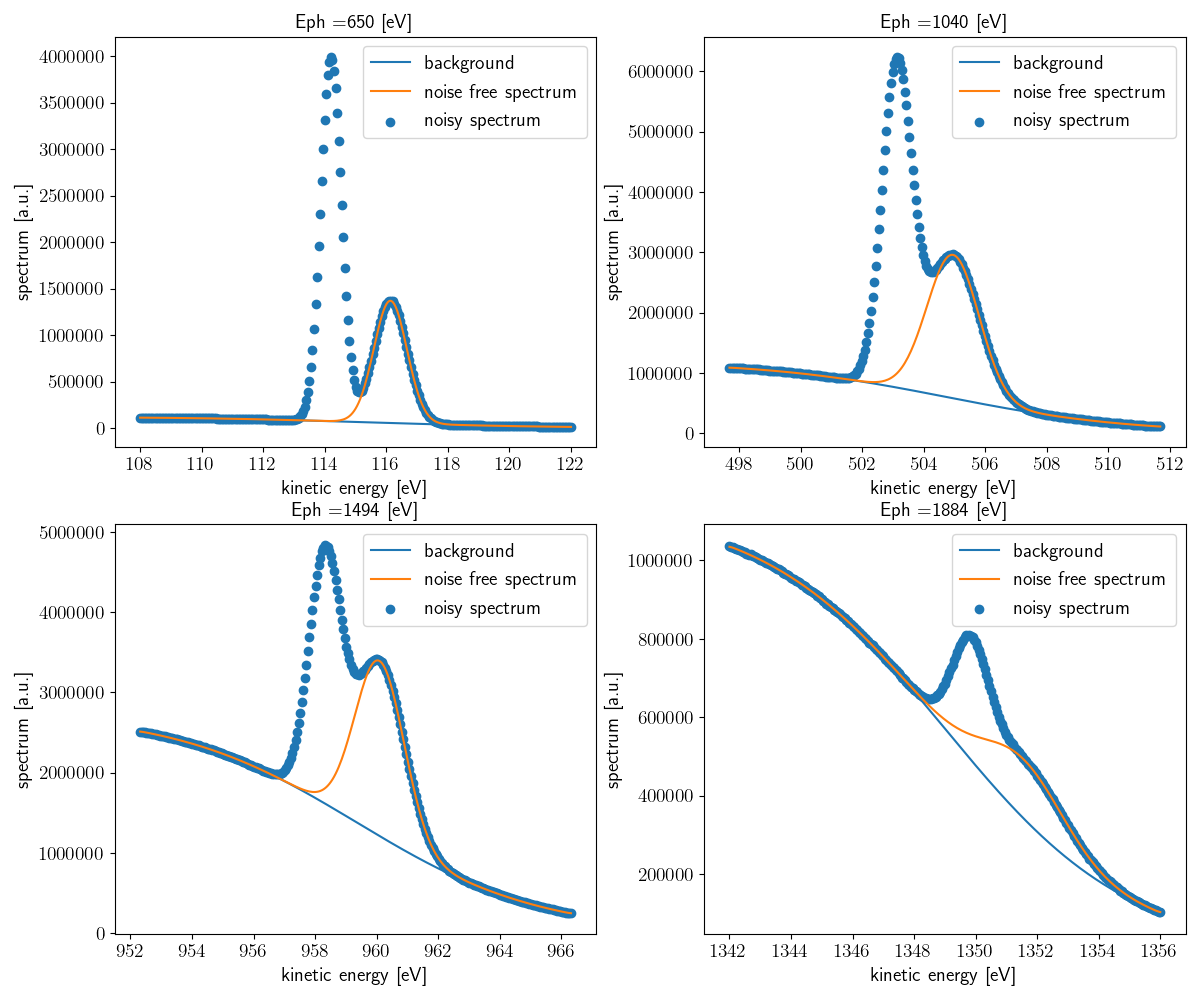 Eph =650 [eV]
4000000
3500000
3000000
2500000
2000000
1500000
1000000
500000
0
spectrum [a.u.]
background
noise free spectrum
noisy spectrum
108 110 112 114 116 118 120 122
kinetic energy [eV]
Eph =1040 [eV]
6000000
5000000
4000000
3000000
2000000
1000000
0
spectrum [a.u.]
background
noise free spectrum
noisy spectrum
498 500 502 504 506 508 510 512
kinetic energy [eV]
Eph =1494 [eV]
5000000
4000000
3000000
2000000
1000000
0
spectrum [a.u.]
background
noise free spectrum
noisy spectrum
952 954 956 958 960 962 964 966
kinetic energy [eV]
Eph =1884 [eV]
1000000
800000
600000
400000
200000
spectrum [a.u.]
background
noise free spectrum
noisy spectrum
1342 1344 1346 1348 1350 1352 1354 1356
kinetic energy [eV]